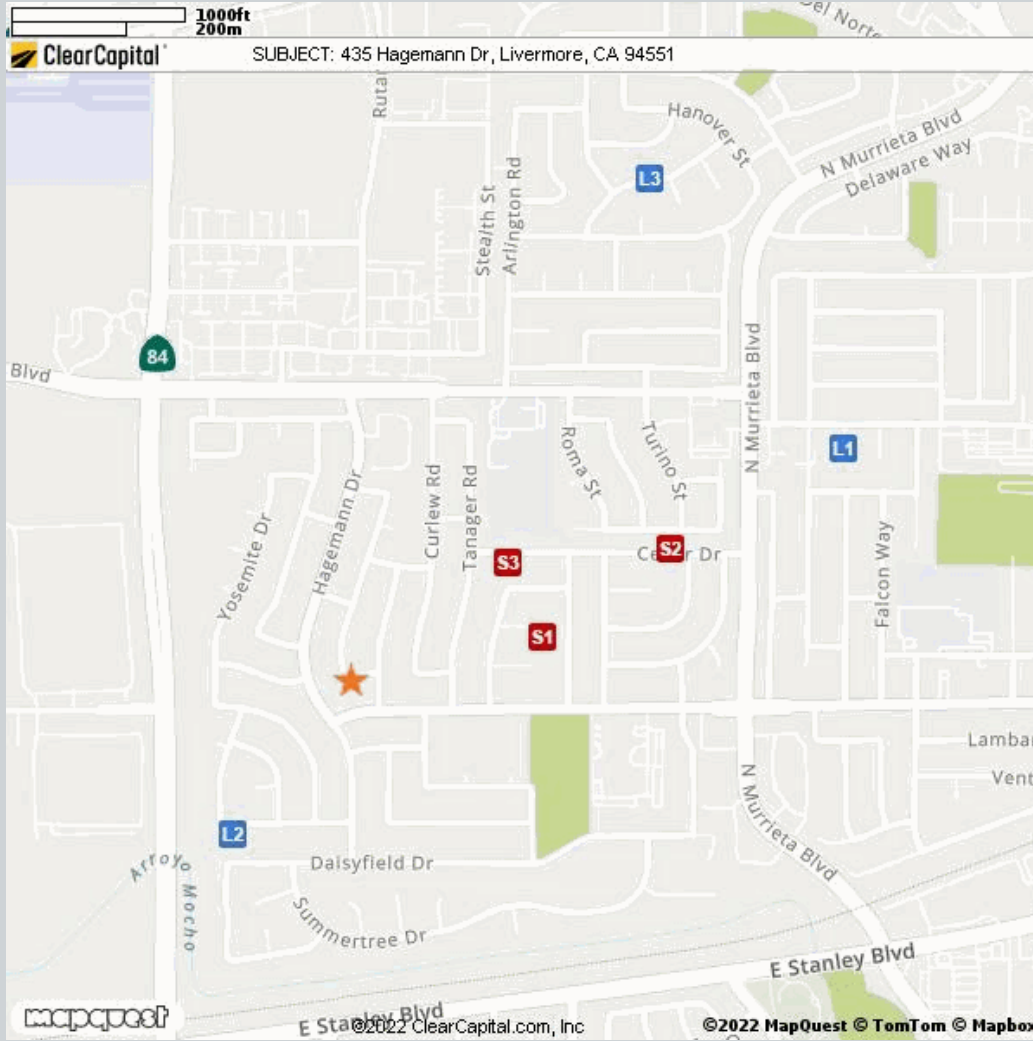 1000ft
200m
Del Norte
ClearCapital
SUBJECT: 435 Hagemann Dr, Livermore, CA 94551
Hanover St
N Murrieta Blvd
Delaware Way
L3
Stealth St
Arlington Rd
84
Blvd
N Murrieta Blvd
Roma St
Turino St
L1
Curlew Rd
Tanager Rd
Hagemann Dr
Yosemite Dr
S3
S2
Dr
Falcon Way
S1
Lambar
Vent
N Murrieta Blvd
L2
Daisyfield Dr
Arroyo Mocho
Summertree Dr
E Stanley Blvd
mapquest
E Stanley Blvd
©2022 ClearCapital.com, Inc
©2022 MapQuest © TomTom © Mapbox